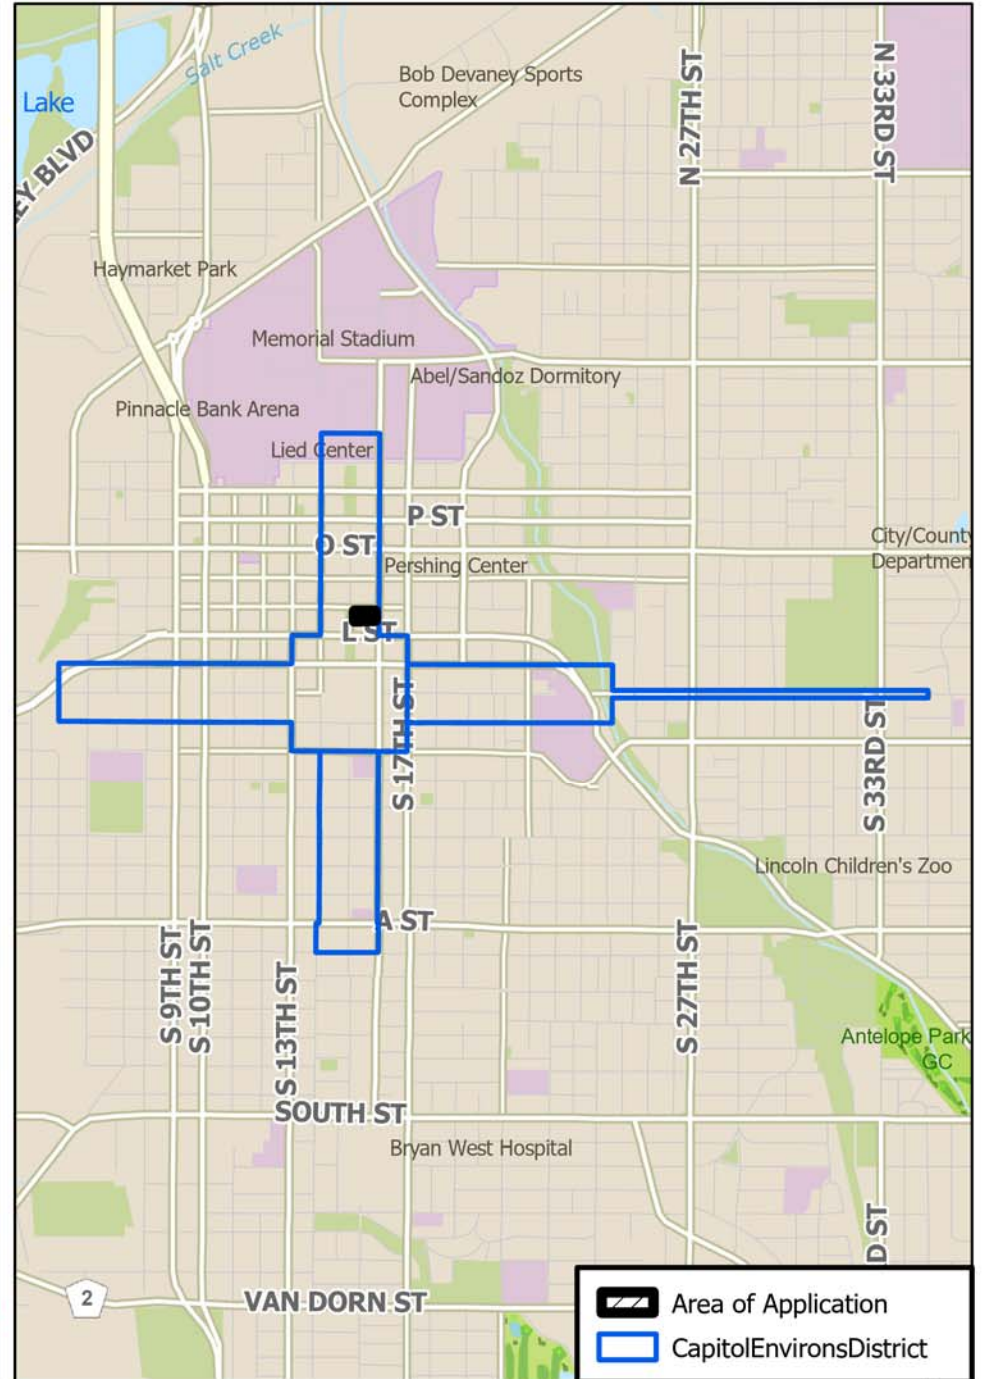 Salt Creek
Bob Devaney Sports
Complex
N 27TH ST
N 33RD ST
Lake
EY BLVD
Haymarket Park
Memorial Stadium
Abel/Sandoz Dormitory
Pinnacle Bank Arena
Lied Center
P ST
O ST
City/County
Departmen
Pershing Center
L ST
S 17TH ST
S 33RD ST
Lincoln Children's Zoo
A ST
S 9TH ST
S 10TH ST
S 13TH ST
S 27TH ST
Antelope Park
GC
SOUTH ST
Bryan West Hospital
D ST
2
VAN DORN ST
Area of Application
CapitolEnvironsDistrict